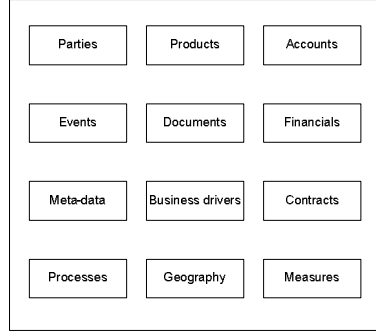 Parties
Products
Accounts
Events
Documents
Financials
Meta-data
Business drivers
Contracts
Processes
Geography
Measures